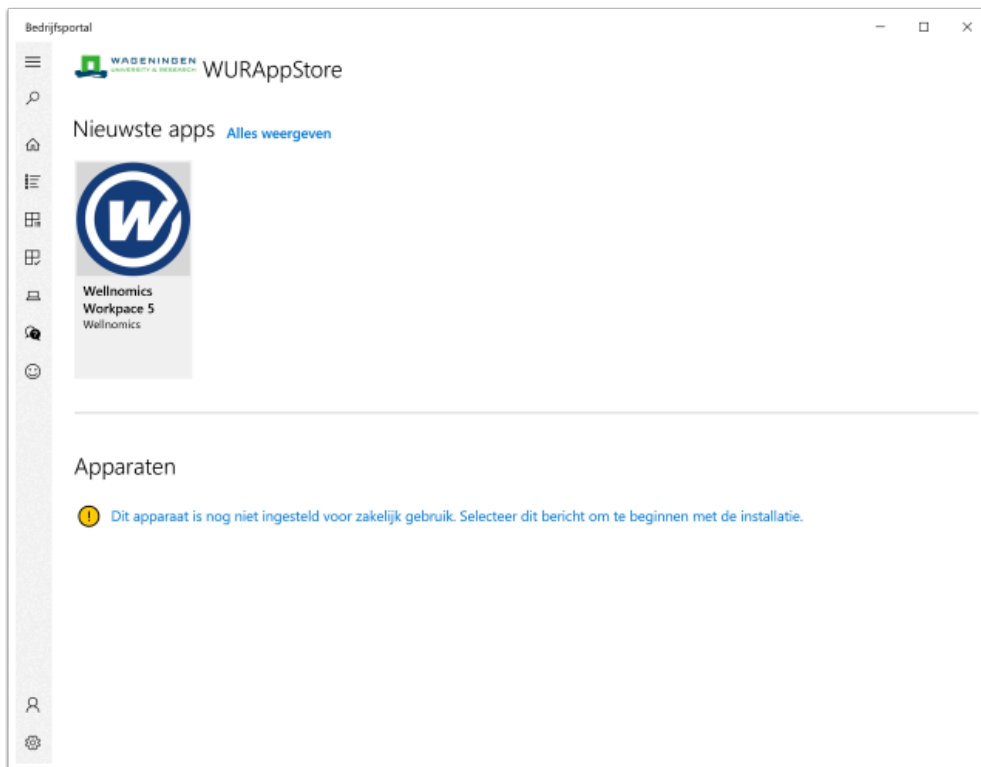 Bedrijfsportal
WAGENINGEN
UNIVERSITY & RESEARCH
WURAppStore
Nieuwste apps Alles weergeven
W
Wellnomics
Workpace 5
Wellnomics
Apparaten
Dit apparaat is nog niet ingesteld voor zakelijk gebruik. Selecteer dit bericht om te beginnen met de installatie.